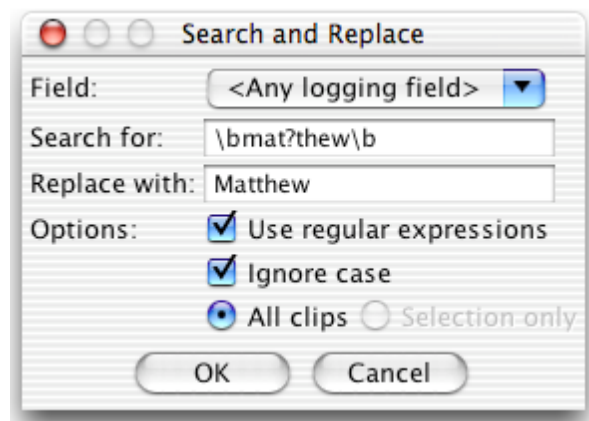 Search and Replace
Field: <Any logging field>
Search for: \bmat?thew\b
Replace with: Matthew
Options: Use regular expressions
Ignore case
All clips Selection only
OK Cancel